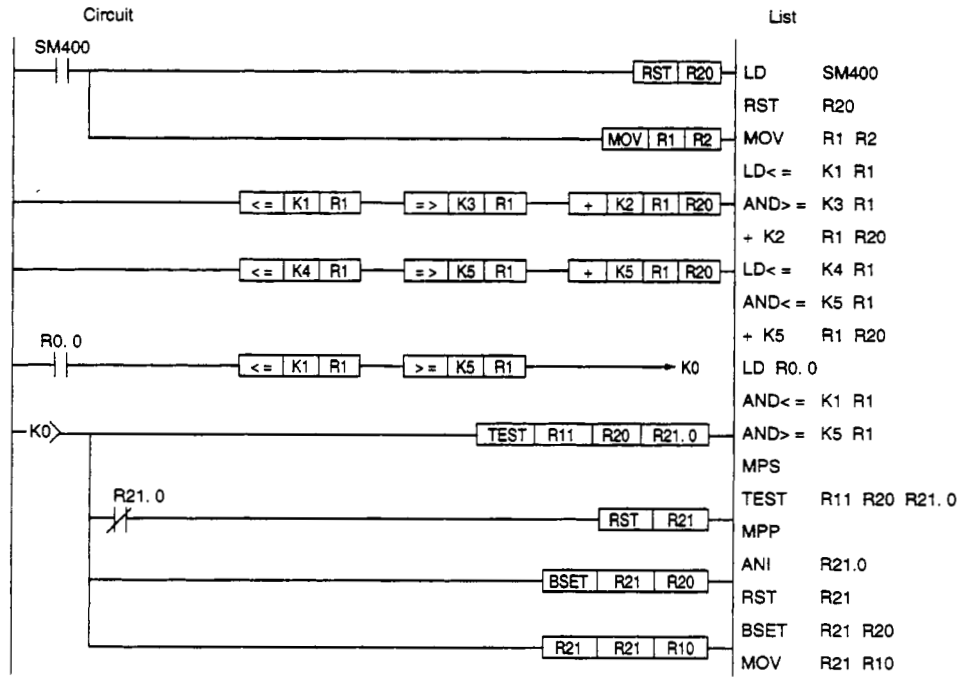 Circuit List
SM400
RST R20 LD SM400
RST R20
MOV R1 R2 MOV R1 R2
LD<= K1 R1
<= K1 R1 => K3 R1 + K2 R1 R20 AND>= K3 R1
+ K2 R1 R20
<= K4 R1 => K5 R1 + K5 R1 R20 LD<= K4 R1
AND<= K5 R1
R0.0 + K5 R1 R20
<= K1 R1 >= K5 R1 K0 LD R0.0
AND<= K1 R1
K0 TEST R11 R20 R21.0 AND>= K5 R1
MPS
R21.0 TEST R11 R20 R21.0
RST R21 MPP
ANI R21.0
BSET R21 R20
RST R21
BSET R21 R20
R21 R21 R10
MOV R21 R10